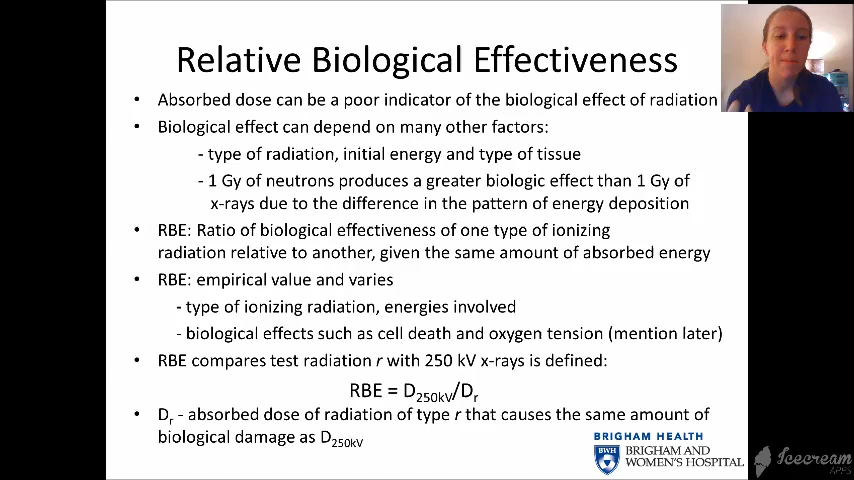 Relative Biological Effectiveness
• Absorbed dose can be a poor indicator of the biological effect of radiation
• Biological effect can depend on many other factors:
- type of radiation, initial energy and type of tissue
- 1 Gy of neutrons produces a greater biologic effect than 1 Gy of
x-rays due to the difference in the pattern of energy deposition
• RBE: Ratio of biological effectiveness of one type of ionizing
radiation relative to another, given the same amount of absorbed energy
• RBE: empirical value and varies
- type of ionizing radiation, energies involved
- biological effects such as cell death and oxygen tension (mention later)
• RBE compares test radiation r with 250 kV x-rays is defined:
RBE = D250kV/Dr
• Dr - absorbed dose of radiation of type r that causes the same amount of
biological damage as D250kV
BRIGHAM HEALTH
BWH
BRIGHAM AND
WOMEN'S HOSPITAL
Icecream
APPS